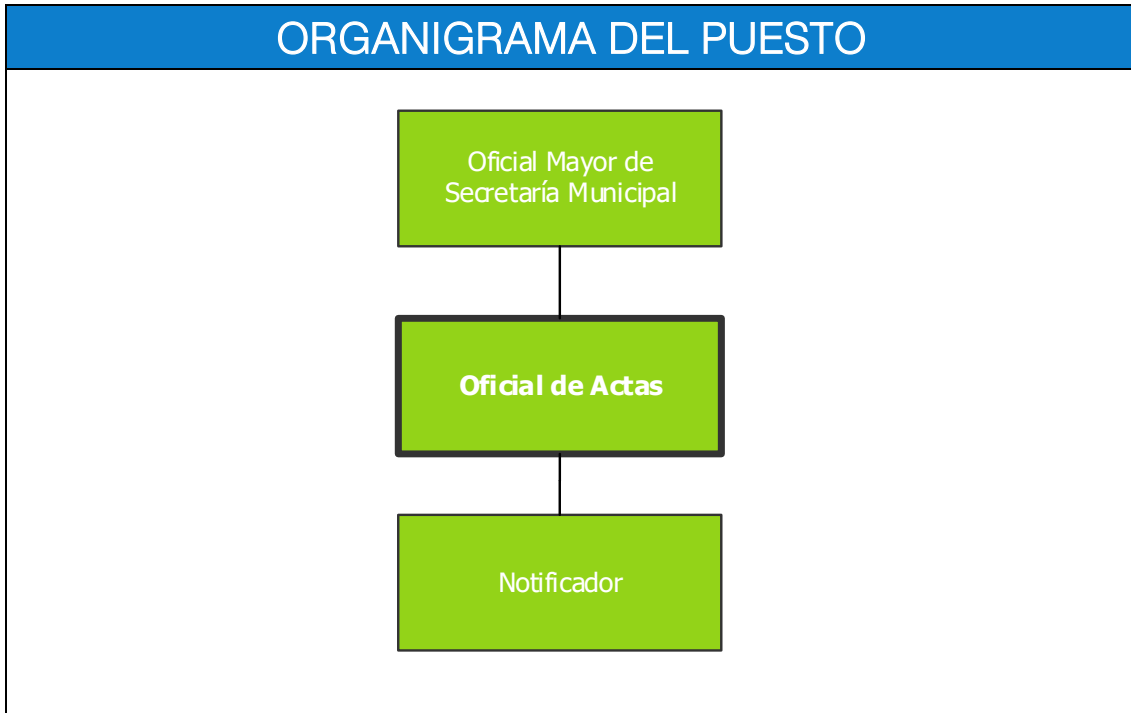 ORGANIGRAMA DEL PUESTO
Oficial Mayor de
Secretaría Municipal
Oficial de Actas
Notificador